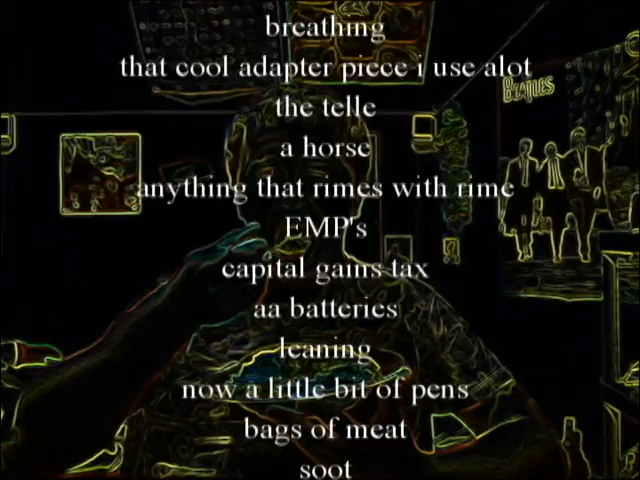 breathing
that cool adapter piece i use alot
BEATLES
the telle
a horse
anything that rimes with rime
EMP's
capital gains tax
aa batteries
leaning
now a little bit of pens
bags of meat
soot